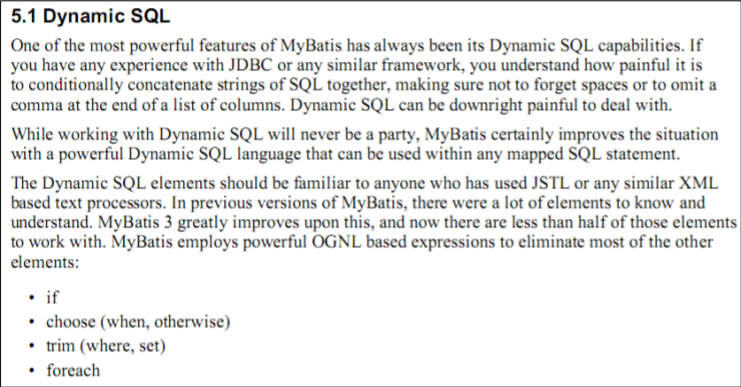 5.1 Dynamic SQL
One of the most powerful features of MyBatis has always been its Dynamic SQL capabilities. If
you have any experience with JDBC or any similar framework, you understand how painful it is
to conditionally concatenate strings of SQL together, making sure not to forget spaces or to omit a
comma at the end of a list of columns. Dynamic SQL can be downright painful to deal with.
While working with Dynamic SQL will never be a party, MyBatis certainly improves the situation
with a powerful Dynamic SQL language that can be used within any mapped SQL statement.
The Dynamic SQL elements should be familiar to anyone who has used JSTL or any similar XML
based text processors. In previous versions of MyBatis, there were a lot of elements to know and
understand. MyBatis 3 greatly improves upon this, and now there are less than half of those elements
to work with. MyBatis employs powerful OGNL based expressions to eliminate most of the other
elements:
• if
• choose (when, otherwise)
• trim (where, set)
• foreach